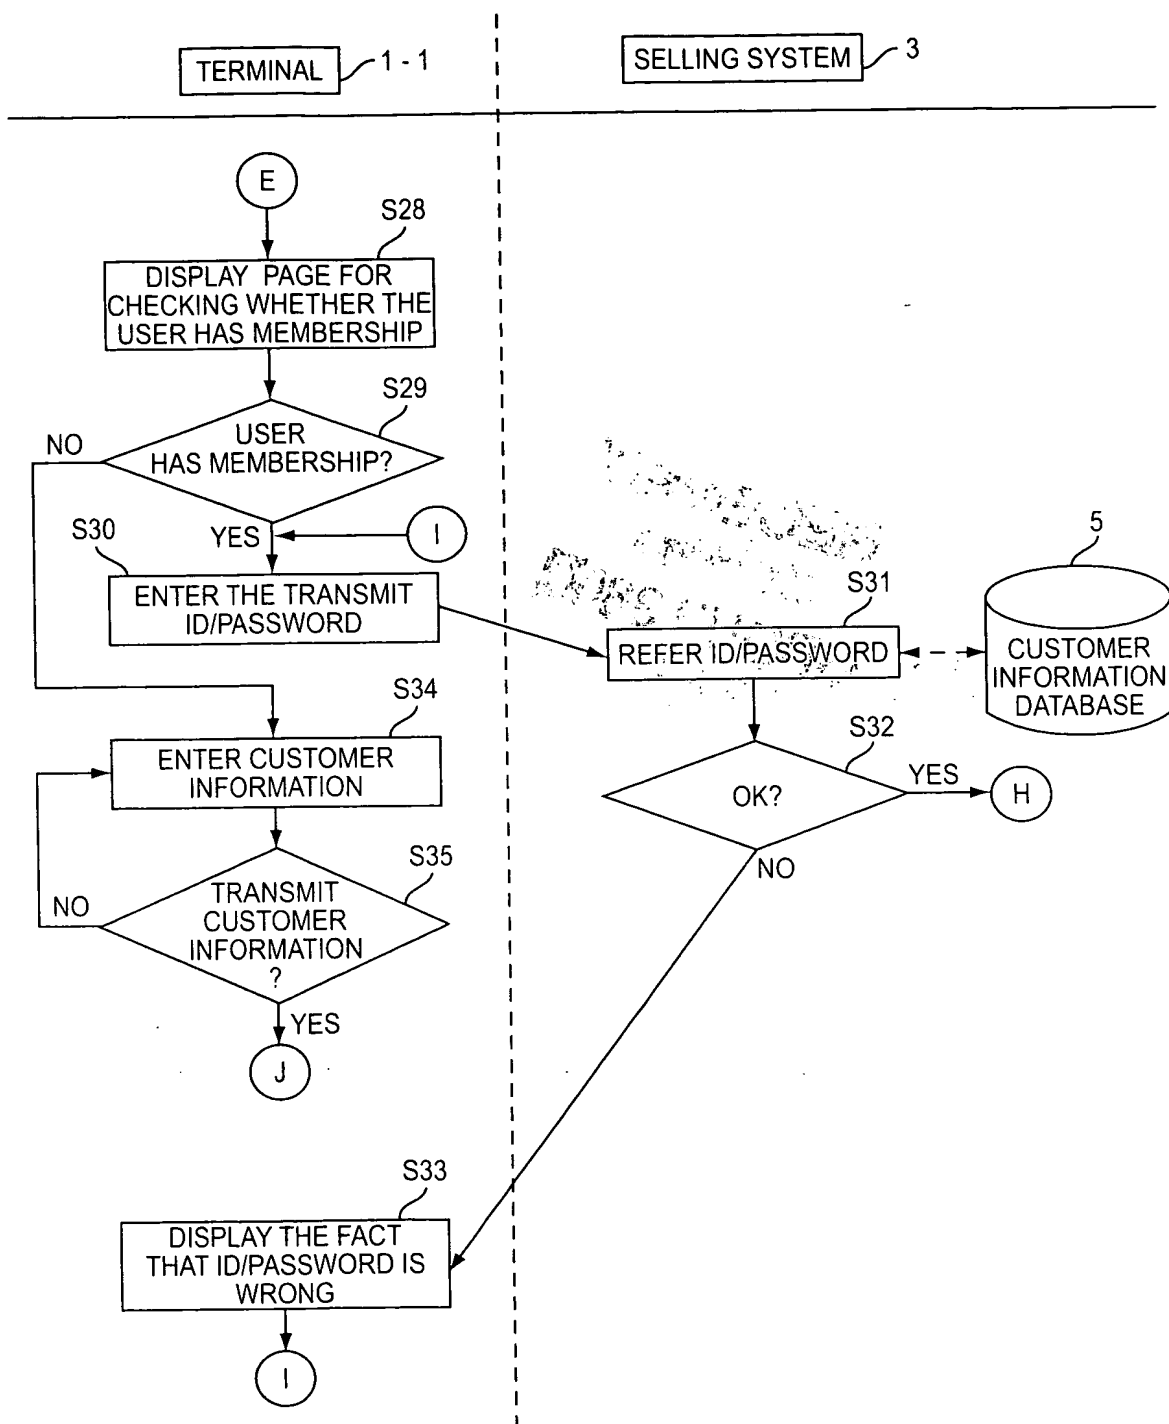 TERMINAL
1 - 1
SELLING SYSTEM
3
E
S28
DISPLAY PAGE FOR
CHECKING WHETHER THE
USER HAS MEMBERSHIP
S29
USER
HAS MEMBERSHIP?
NO
YES
I
S30
ENTER THE TRANSMIT
ID/PASSWORD
S31
REFER ID/PASSWORD
5
CUSTOMER
INFORMATION
DATABASE
S32
OK?
YES
H
NO
S34
ENTER CUSTOMER
INFORMATION
S35
TRANSMIT
CUSTOMER
INFORMATION
?
NO
YES
J
S33
DISPLAY THE FACT
THAT ID/PASSWORD IS
WRONG
I